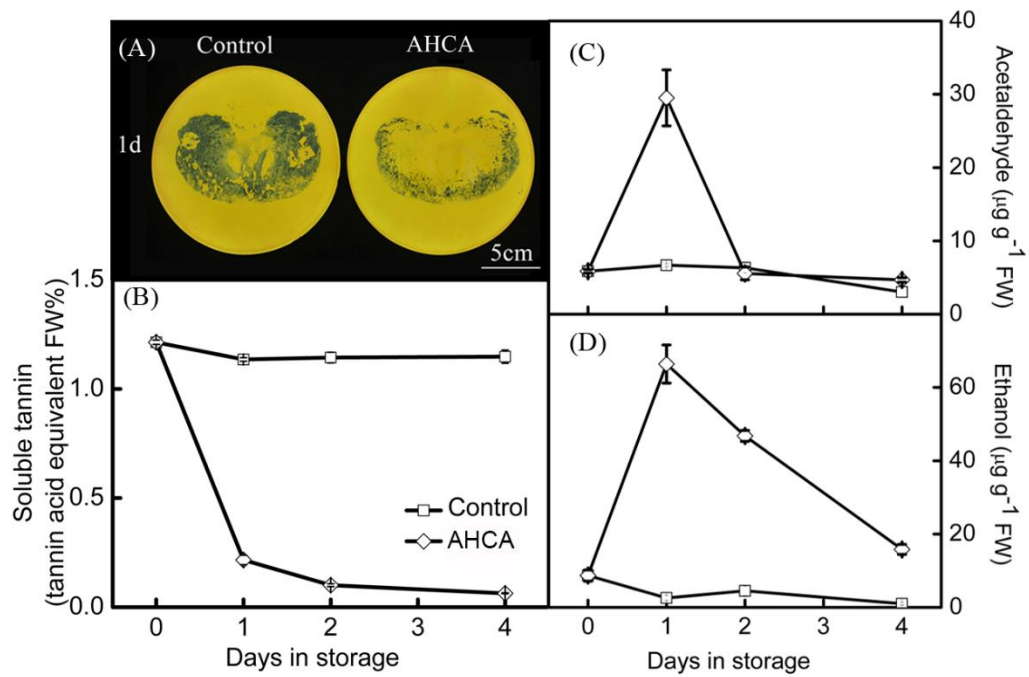 (A)
Control
AHCA
1d
5cm
(B)
1.5
1.0
0.5
0.0
Soluble tannin
(tannin acid equivalent FW%)
Control
AHCA
0 1 2 3 4
Days in storage
(C)
40
30
20
10
0
Acetaldehyde (μg g-1 FW)
(D)
60
40
20
0
Ethanol (μg g-1 FW)
0 1 2 3 4
Days in storage